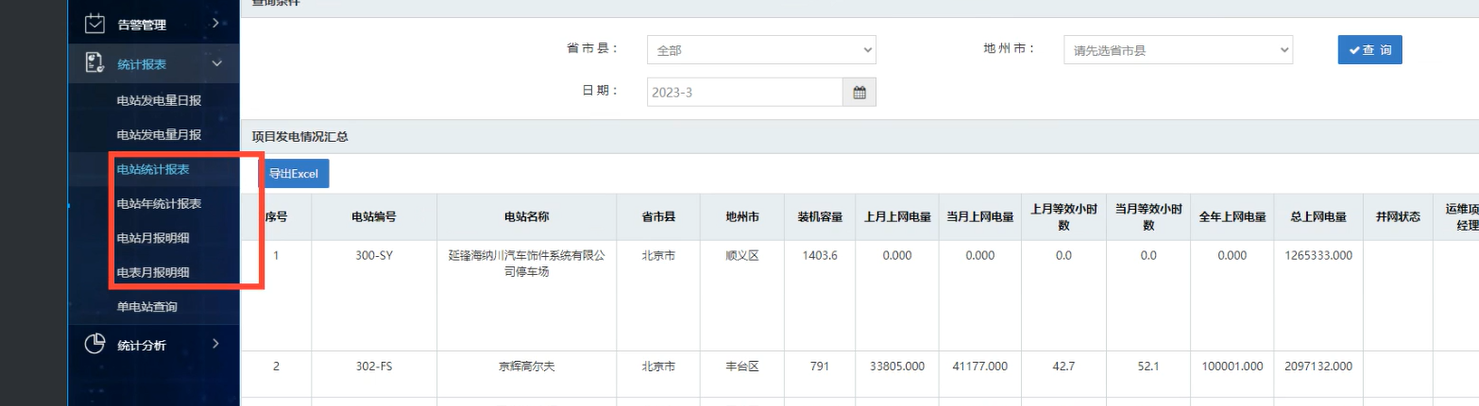 查询条件
告警管理
统计报表
电站发电量日报
电站发电量月报
电站统计报表
电站年统计报表
电站月报明细
电表月报明细
单电站查询
统计分析
省市县：
全部
地州市：
请先选省市县
查 询
日期：
2023-3
项目发电情况汇总
导出Excel
序号 电站编号 电站名称 省市县 地州市 装机容量 上月上网电量 当月上网电量 上月等效小时 当月等效小时 全年上网电量 总上网电量 并网状态 运维项
数 数 经理
1 300-SY 延锋海纳川汽车饰件系统有限公 北京市 顺义区 1403.6 0.000 0.000 0.0 0.0 0.000 1265333.000
司停车场
2 302-FS 京辉高尔夫 北京市 丰台区 791 33805.000 41177.000 42.7 52.1 100001.000 2097132.000